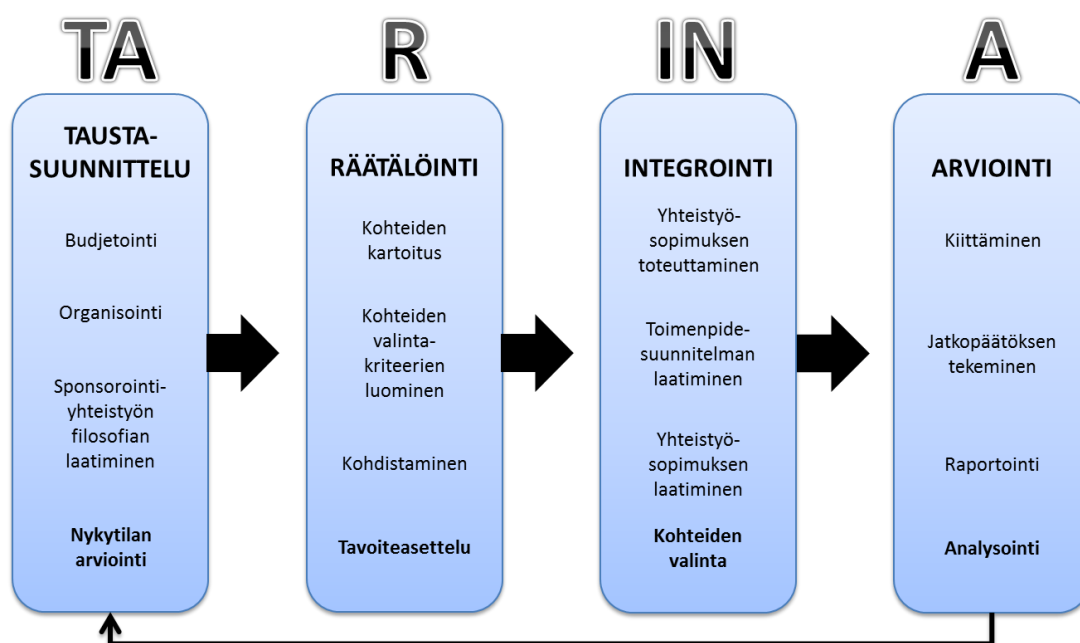 TA
TAUSTA-
SUUNNITTELU
Budjetointi
Organisointi
Sponsorointi-
yhteistyön
filosofian
laatiminen
Nykytilan
arviointi
R
RÄÄTÄLÖINTI
Kohteiden
kartoitus
Kohteiden
valinta-
kriteerien
luominen
Kohdistaminen
Tavoiteasettelu
IN
INTEGROINTI
Yhteistyö-
sopimuksen
toteuttaminen
Toimenpide-
suunnitelman
laatiminen
Yhteistyö-
sopimuksen
laatiminen
Kohteiden
valinta
A
ARVIOINTI
Kiittäminen
Jatkopäätöksen
tekeminen
Raportointi
Analysointi